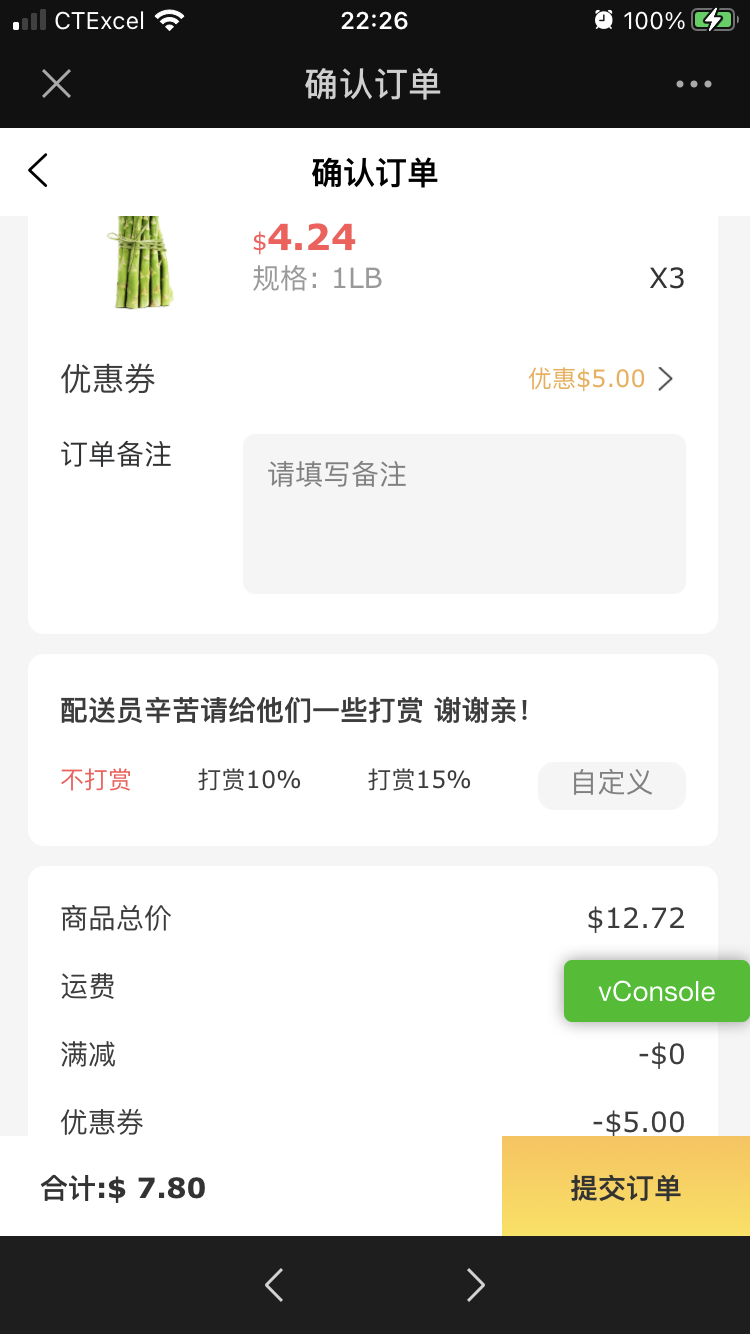 CTExcel 22:26 100%
确认订单
确认订单
$4.24
规格: 1LB X3
优惠券 优惠$5.00
订单备注 请填写备注
配送员辛苦请给他们一些打赏 谢谢亲!
不打赏 打赏10% 打赏15% 自定义
商品总价 $12.72
运费 vConsole
满减 -$0
优惠券 -$5.00
合计:$ 7.80 提交订单